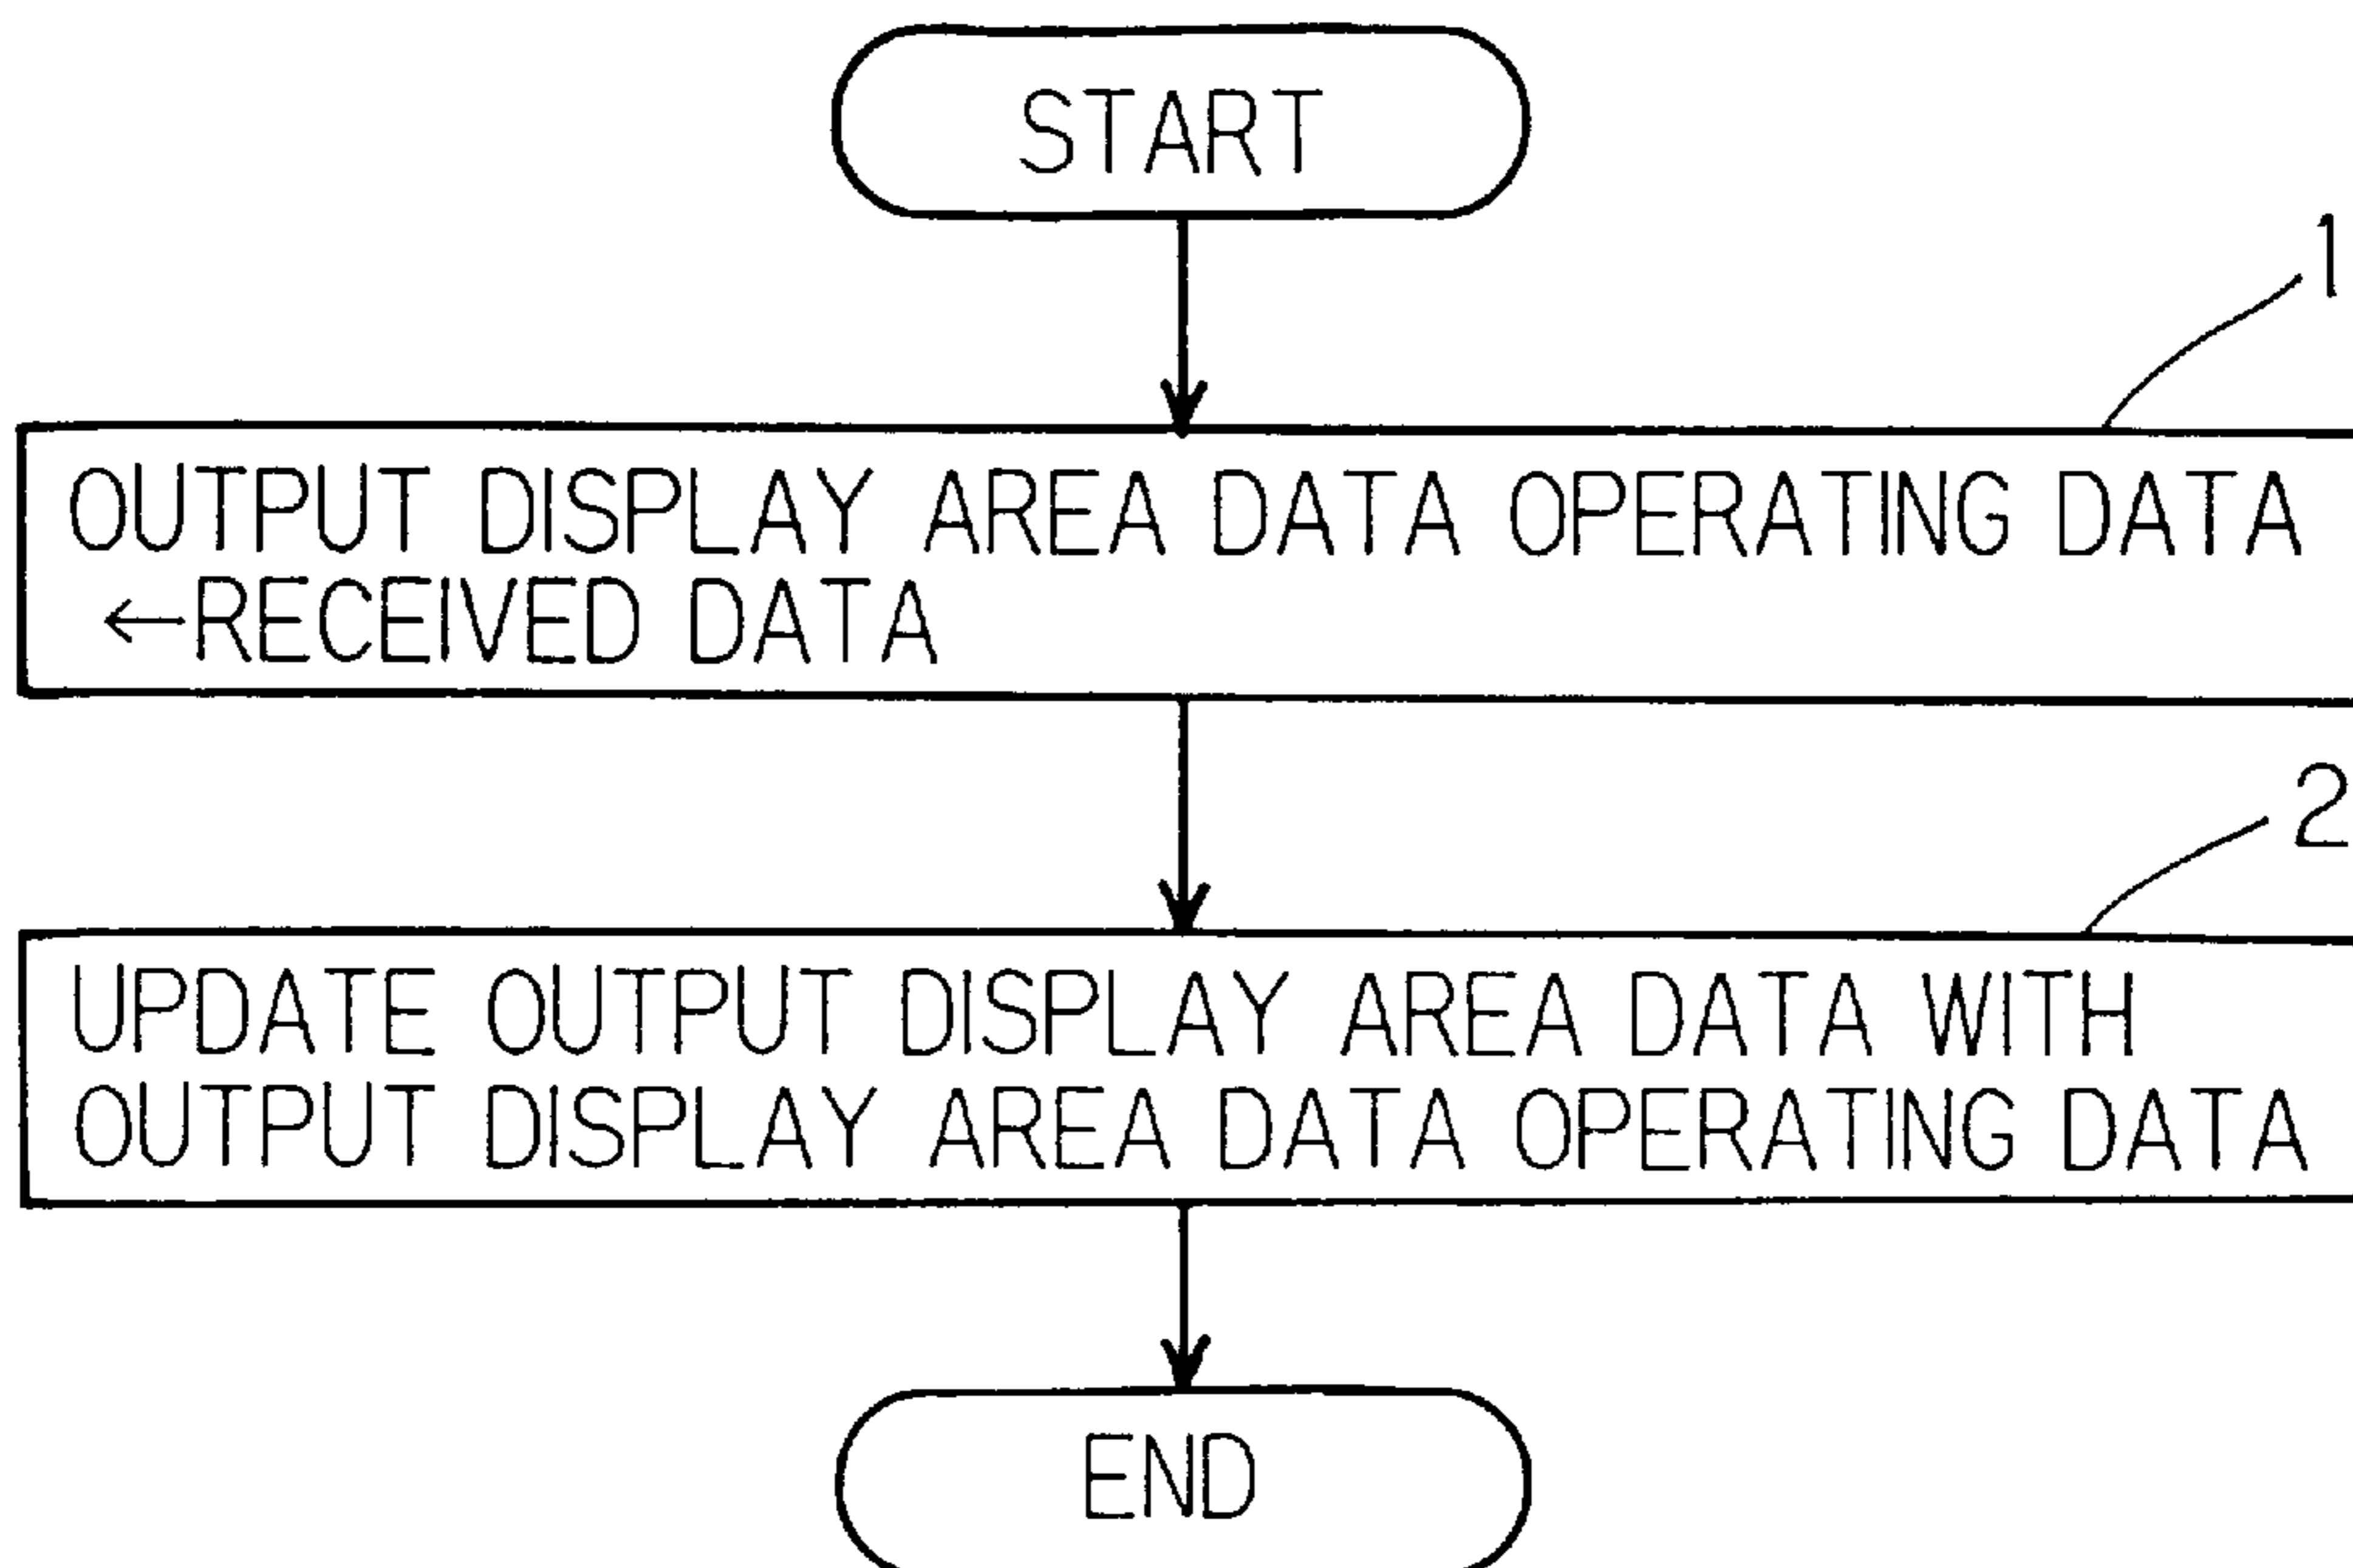 START
1
OUTPUT DISPLAY AREA DATA OPERATING DATA
←RECEIVED DATA
2
UPDATE OUTPUT DISPLAY AREA DATA WITH
OUTPUT DISPLAY AREA DATA OPERATING DATA
END